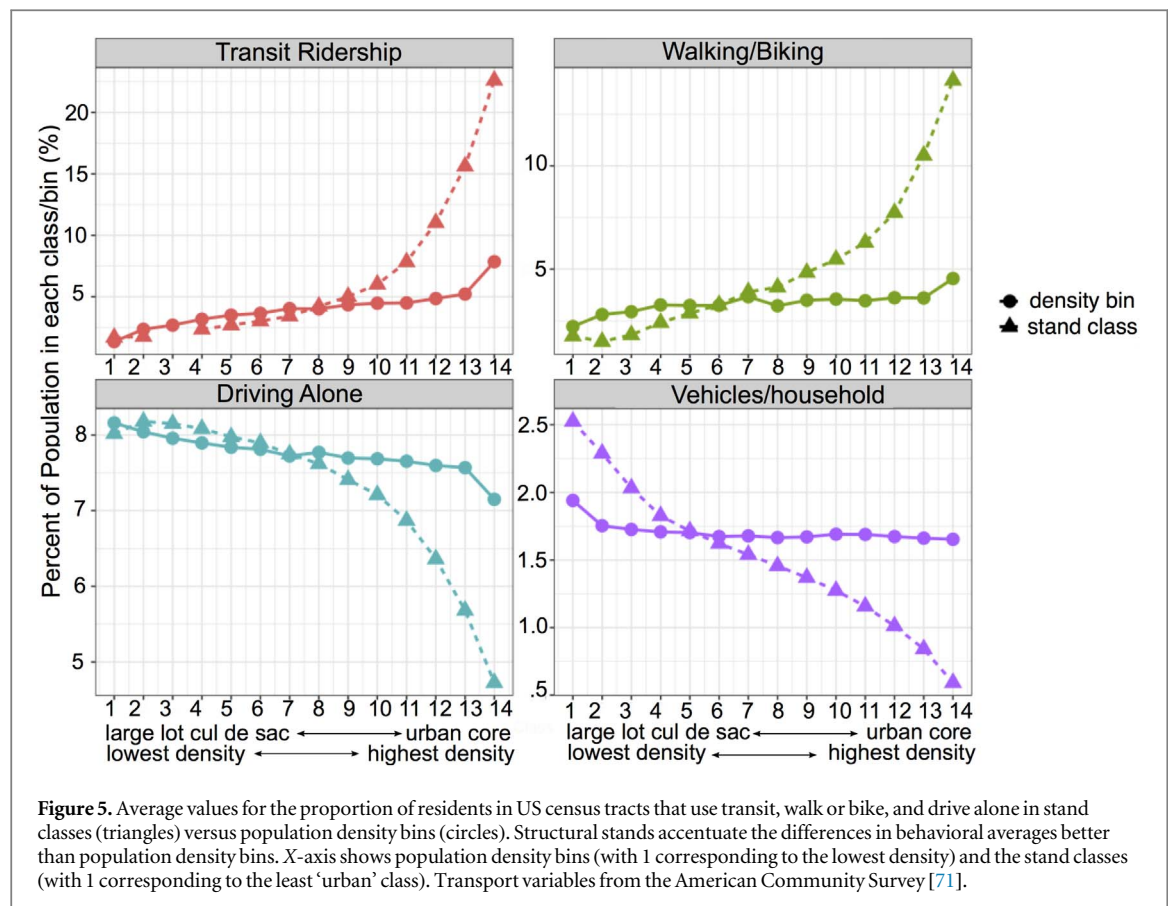 Transit Ridership
Walking/Biking
Percent of Population in each class/bin (%)
20
15
10
5
1 2 3 4 5 6 7 8 9 10 11 12 13 14
10
5
1 2 3 4 5 6 7 8 9 10 11 12 13 14
density bin
stand class
Driving Alone
Vehicles/household
8
7
6
5
1 2 3 4 5 6 7 8 9 10 11 12 13 14
large lot cul de sac urban core
lowest density highest density
2.5
2.0
1.5
1.0
.5
1 2 3 4 5 6 7 8 9 10 11 12 13 14
large lot cul de sac urban core
lowest density highest density
Figure 5. Average values for the proportion of residents in US census tracts that use transit, walk or bike, and drive alone in stand
classes (triangles) versus population density bins (circles). Structural stands accentuate the differences in behavioral averages better
than population density bins. X-axis shows population density bins (with 1 corresponding to the lowest density) and the stand classes
(with 1 corresponding to the least ‘urban’ class). Transport variables from the American Community Survey [71].